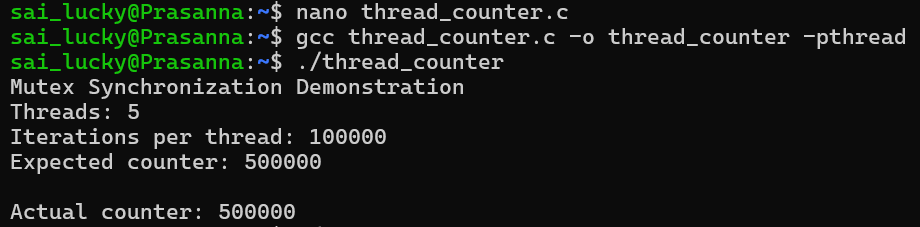 sai_lucky@Prasanna:~$ nano thread_counter.c
sai_lucky@Prasanna:~$ gcc thread_counter.c -o thread_counter -pthread
sai_lucky@Prasanna:~$ ./thread_counter
Mutex Synchronization Demonstration
Threads: 5
Iterations per thread: 100000
Expected counter: 500000
Actual counter: 500000